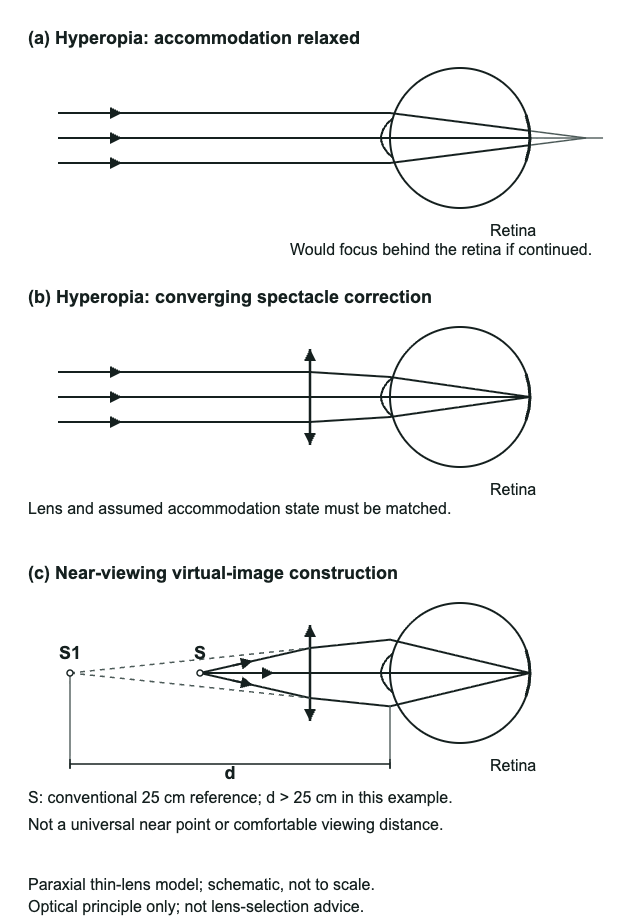 (a) Hyperopia: accommodation relaxed
Retina
Would focus behind the retina if continued.
(b) Hyperopia: converging spectacle correction
Retina
Lens and assumed accommodation state must be matched.
(c) Near-viewing virtual-image construction
S1 S
d
Retina
S: conventional 25 cm reference; d > 25 cm in this example.
Not a universal near point or comfortable viewing distance.
Paraxial thin-lens model; schematic, not to scale.
Optical principle only; not lens-selection advice.